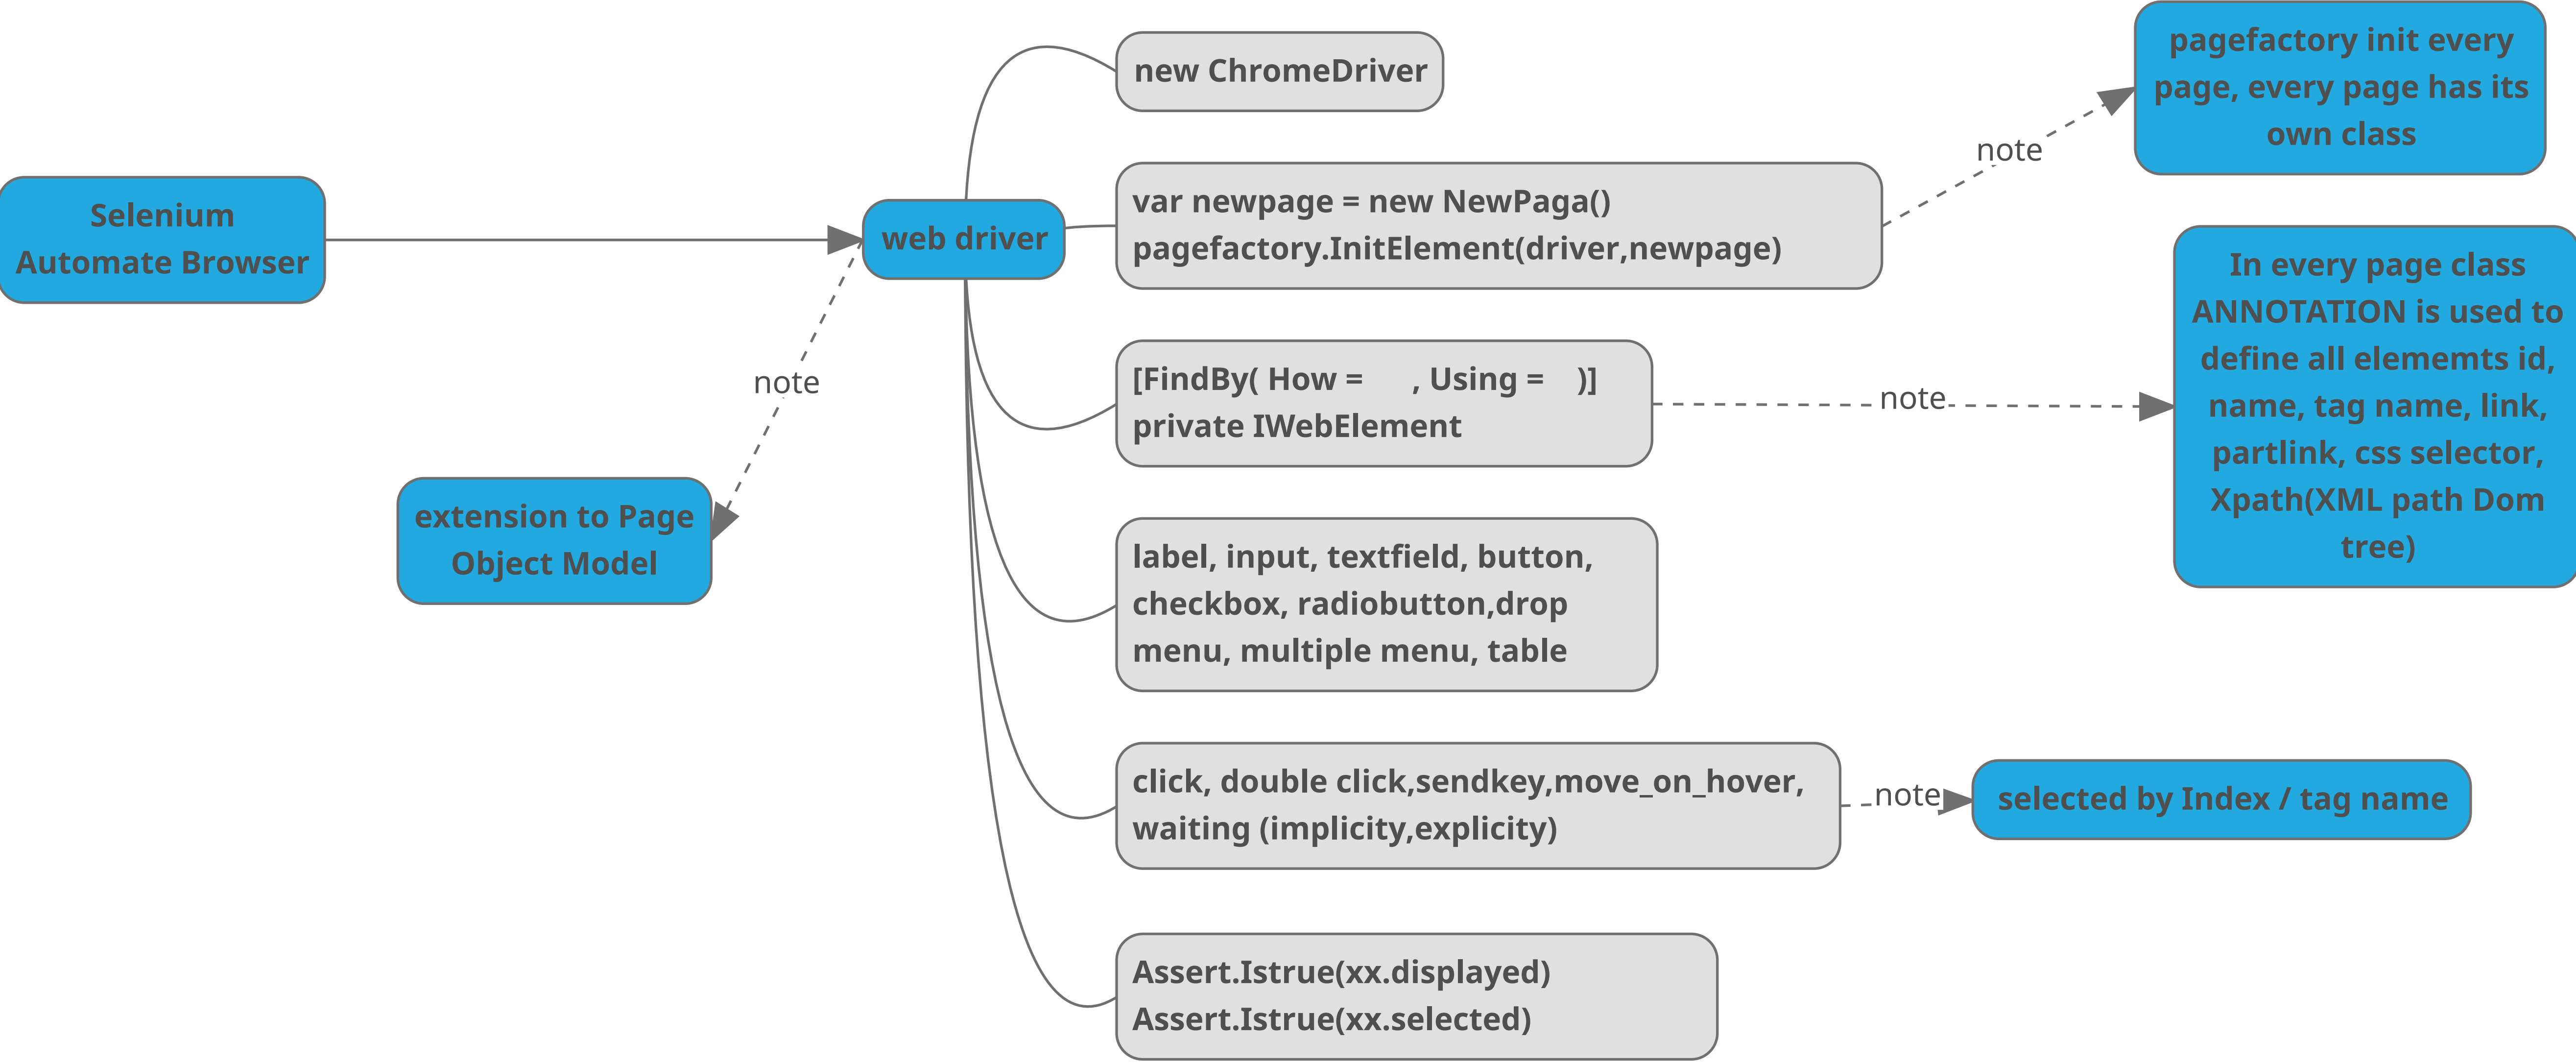 Selenium
Automate Browser
web driver
note
extension to Page
Object Model
new ChromeDriver
var newpage = new NewPaga()
pagefactory.InitElement(driver,newpage)
note
pagefactory init every
page, every page has its
own class
[FindBy( How =      , Using =    )]
private IWebElement
note
In every page class
ANNOTATION is used to
define all elememts id,
name, tag name, link,
partlink, css selector,
Xpath(XML path Dom
tree)
label, input, textfield, button,
checkbox, radiobutton,drop
menu, multiple menu, table
click, double click,sendkey,move_on_hover,
waiting (implicity,explicity)
note
selected by Index / tag name
Assert.Istrue(xx.displayed)
Assert.Istrue(xx.selected)